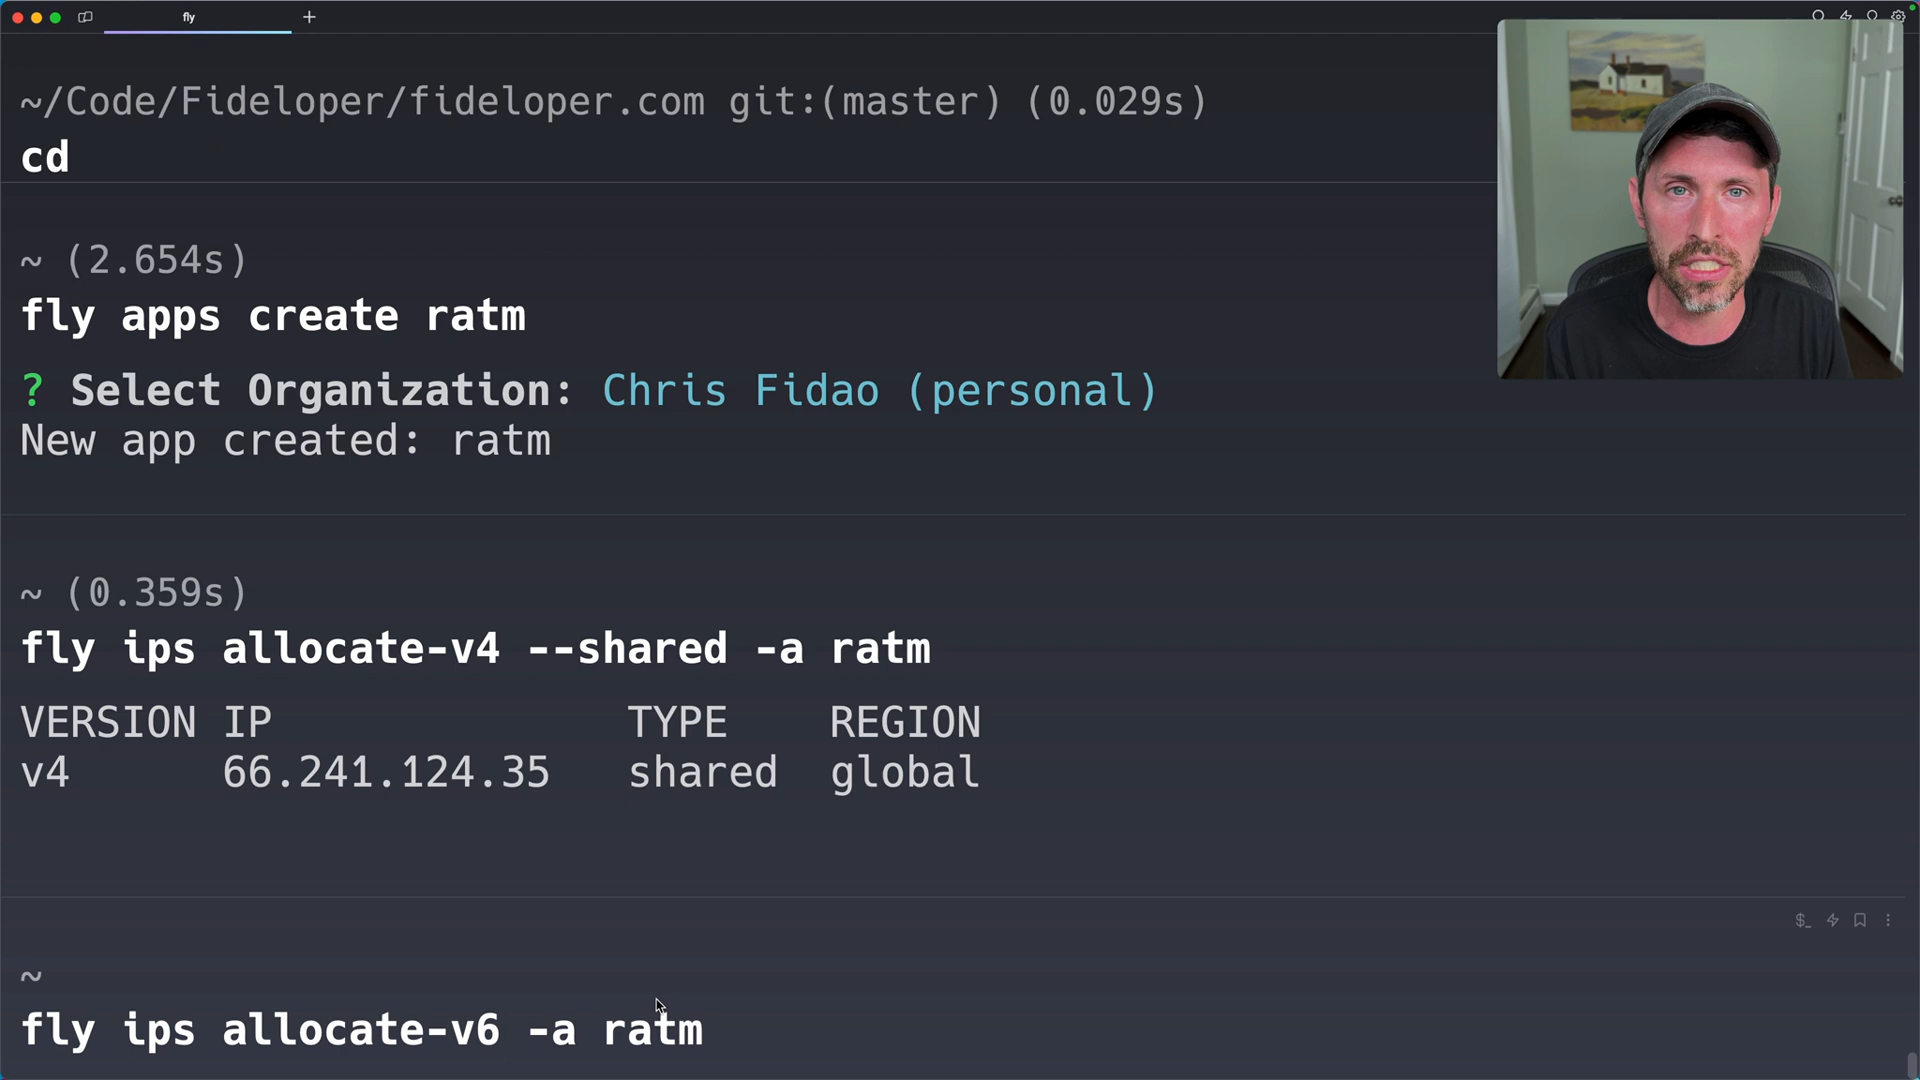 fly
~/Code/Fideloper/fideloper.com git:(master) (0.029s)
cd
~ (2.654s)
fly apps create ratm
? Select Organization: Chris Fidao (personal)
New app created: ratm
~ (0.359s)
fly ips allocate-v4 --shared -a ratm
VERSION IP TYPE REGION
v4 66.241.124.35 shared global
~
fly ips allocate-v6 -a ratm